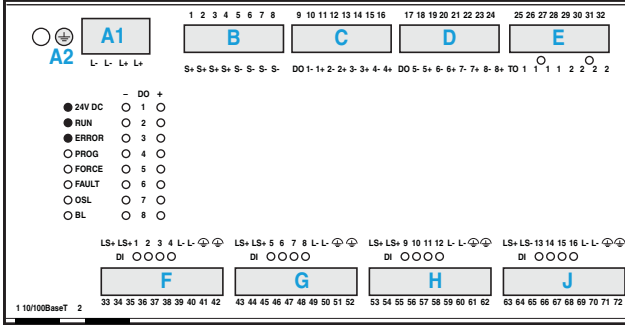 1 2 3 4 5 6 7 8 9 10 11 12 13 14 15 16 17 18 19 20 21 22 23 24 25 26 27 28 29 30 31 32
A1 B C D E
A2
L- L- L+ L+
S+ S+ S+ S+ S- S- S- S- DO 1- 1+ 2- 2+ 3- 3+ 4- 4+ DO 5- 5+ 6- 6+ 7- 7+ 8- 8+ TO 1 1 1 1 2 2 2 2
− DO +
24V DC 1
RUN 2
ERROR 3
PROG 4
FORCE 5
FAULT 6
OSL 7
BL 8
LS+ LS+ 1 2 3 4 L- L- LS+ LS+ 5 6 7 8 L- L- LS+ LS+ 9 10 11 12 L- L- LS+ LS- 13 14 15 16 L- L-
DI DI DI DI
F G H J
33 34 35 36 37 38 39 40 41 42 43 44 45 46 47 48 49 50 51 52 53 54 55 56 57 58 59 60 61 62 63 64 65 66 67 68 69 70 71 72
1 10/100BaseT 2